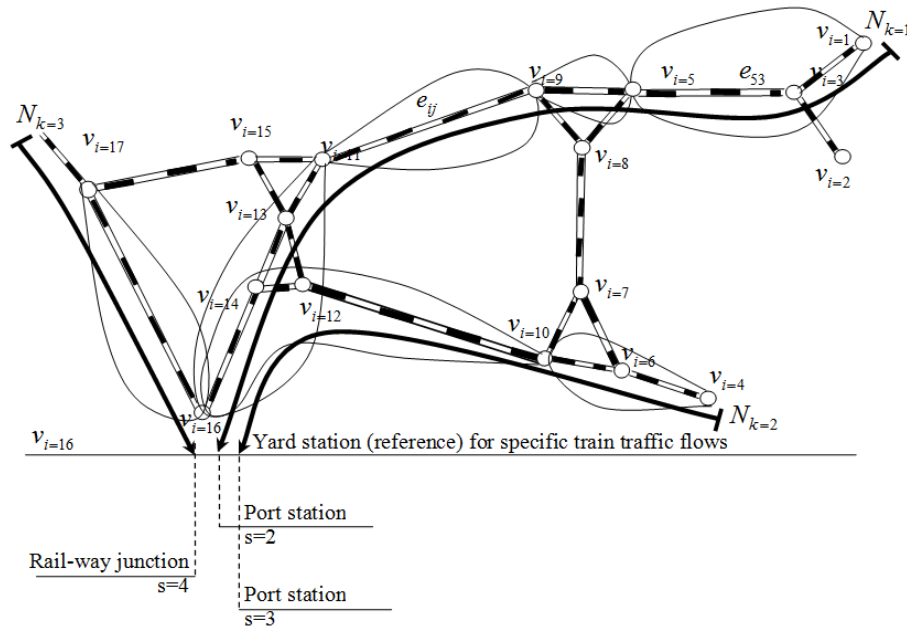 N_{k=1}
v_{i=1}
v_{i=9}
v_{i=5}
e_{53}
v_{i=3}
N_{k=3}
e_{ij}
v_{i=17}
v_{i=15}
v_{i=11}
v_{i=8}
v_{i=2}
v_{i=13}
v_{i=14}
v_{i=12}
v_{i=7}
v_{i=10}
v_{i=6}
v_{i=4}
v_{i=16}
N_{k=2}
v_{i=16}
Yard station (reference) for specific train traffic flows
Port station
s=2
Rail-way junction
s=4
Port station
s=3